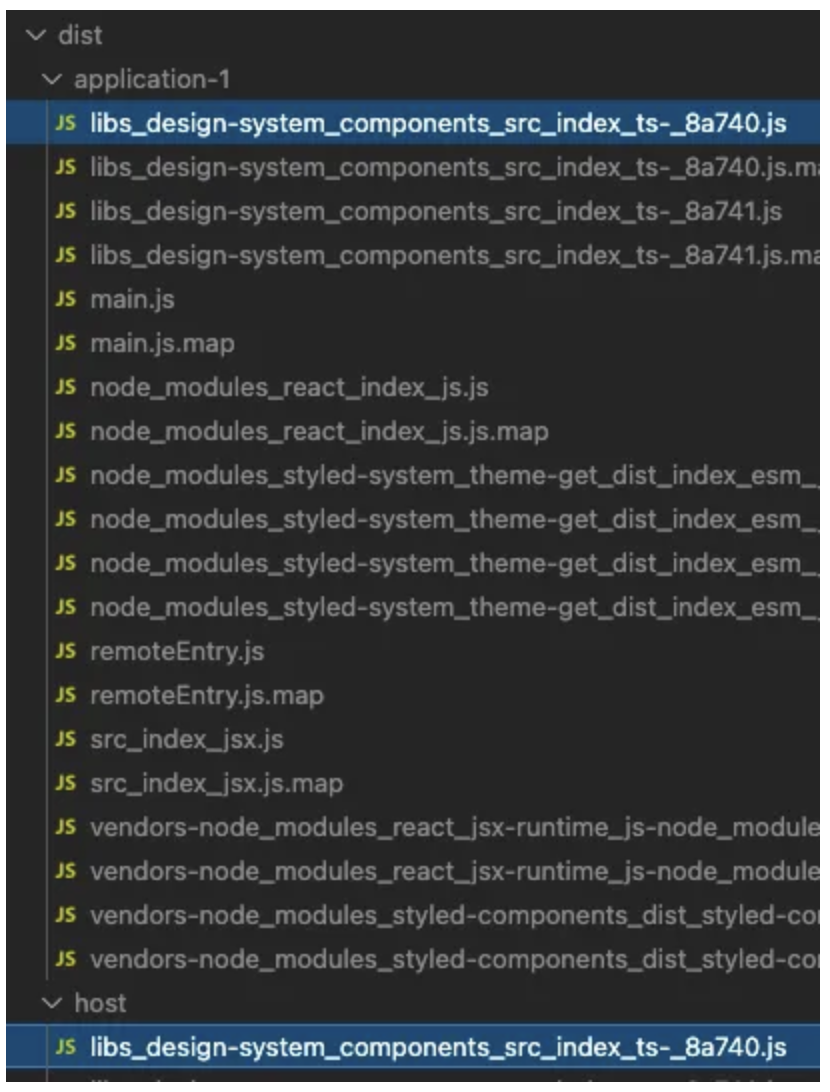 dist
application-1
JS libs_design-system_components_src_index_ts-_8a740.js
JS libs_design-system_components_src_index_ts-_8a740.js.ma
JS libs_design-system_components_src_index_ts-_8a741.js
JS libs_design-system_components_src_index_ts-_8a741.js.ma
JS main.js
JS main.js.map
JS node_modules_react_index_js.js
JS node_modules_react_index_js.js.map
JS node_modules_styled-system_theme-get_dist_index_esm_
JS node_modules_styled-system_theme-get_dist_index_esm_
JS node_modules_styled-system_theme-get_dist_index_esm_
JS node_modules_styled-system_theme-get_dist_index_esm_
JS remoteEntry.js
JS remoteEntry.js.map
JS src_index_jsx.js
JS src_index_jsx.js.map
JS vendors-node_modules_react_jsx-runtime_js-node_module
JS vendors-node_modules_react_jsx-runtime_js-node_module
JS vendors-node_modules_styled-components_dist_styled-co
JS vendors-node_modules_styled-components_dist_styled-co
host
JS libs_design-system_components_src_index_ts-_8a740.js